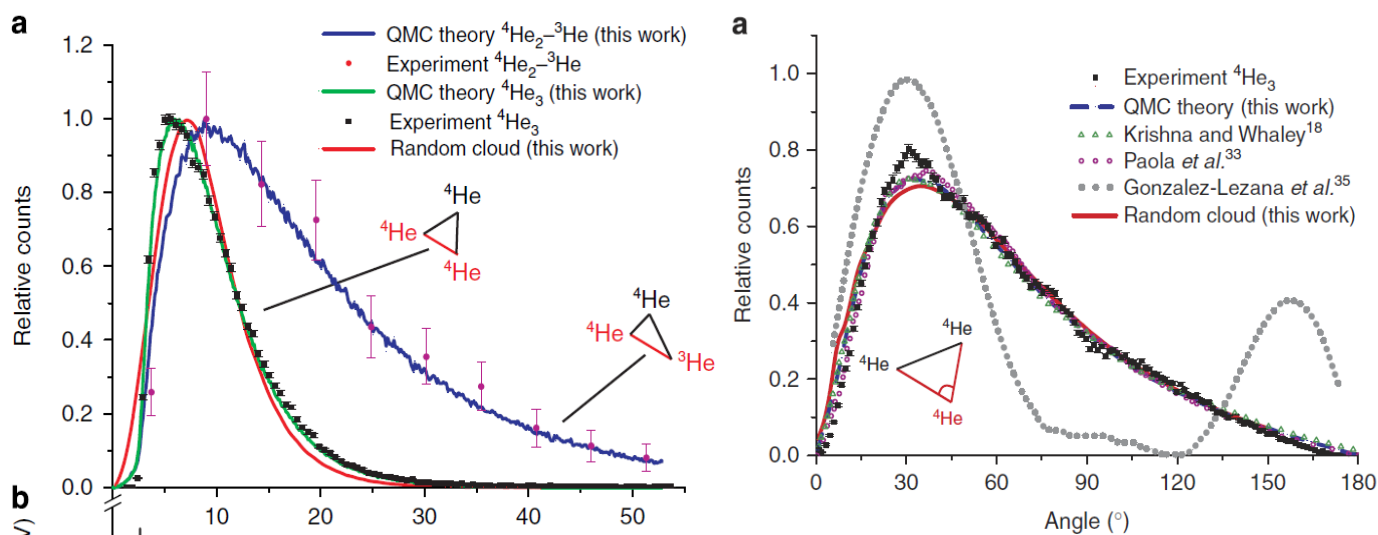 a
QMC theory ⁴He₂–³He (this work)
Experiment ⁴He₂–³He
QMC theory ⁴He₃ (this work)
Experiment ⁴He₃
Random cloud (this work)
Relative counts
1.2
1.0
0.8
0.6
0.4
0.2
0.0
⁴He
⁴He
⁴He
⁴He
⁴He
³He
10 20 30 40 50
b
V)
a
Experiment ⁴He₃
QMC theory (this work)
Krishna and Whaley¹⁸
Paola et al.³³
Gonzalez-Lezana et al.³⁵
Random cloud (this work)
Relative counts
1.0
0.8
0.6
0.4
0.2
0.0
⁴He
⁴He
⁴He
0 30 60 90 120 150 180
Angle (°)